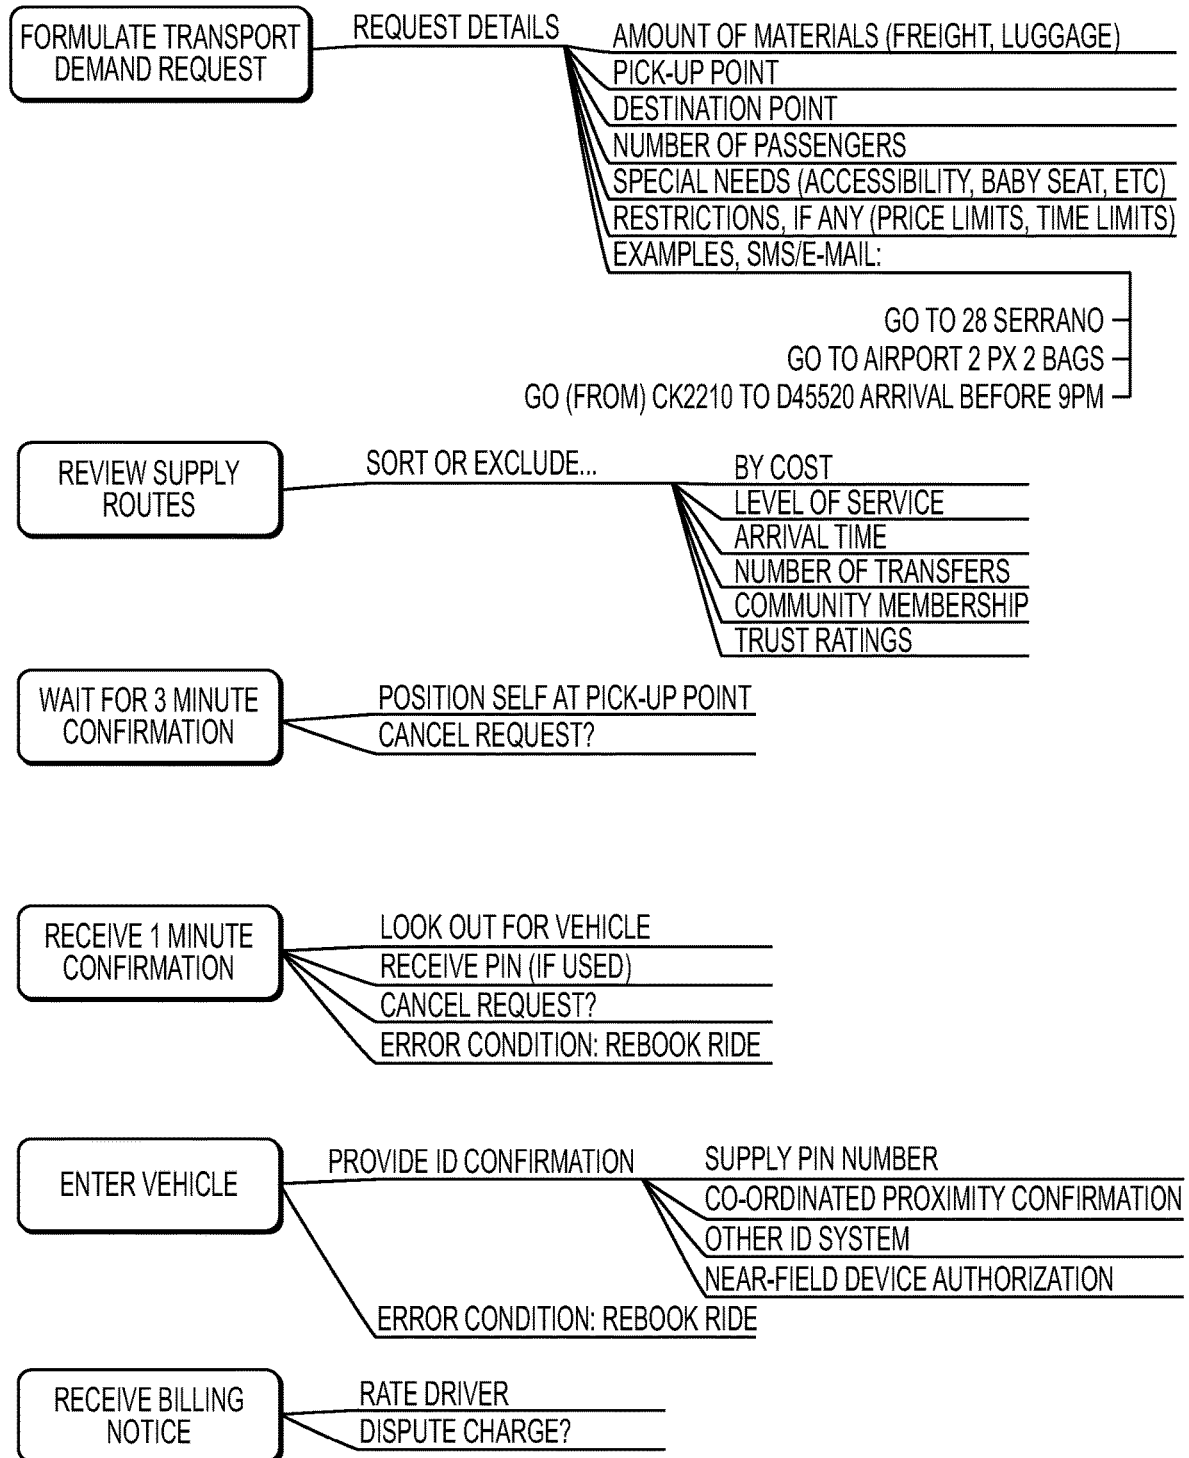 FORMULATE TRANSPORT
DEMAND REQUEST
REQUEST DETAILS
AMOUNT OF MATERIALS (FREIGHT, LUGGAGE)
PICK-UP POINT
DESTINATION POINT
NUMBER OF PASSENGERS
SPECIAL NEEDS (ACCESSIBILITY, BABY SEAT, ETC)
RESTRICTIONS, IF ANY (PRICE LIMITS, TIME LIMITS)
EXAMPLES, SMS/E-MAIL:
GO TO 28 SERRANO
GO TO AIRPORT 2 PX 2 BAGS
GO (FROM) CK2210 TO D45520 ARRIVAL BEFORE 9PM
REVIEW SUPPLY
ROUTES
SORT OR EXCLUDE...
BY COST
LEVEL OF SERVICE
ARRIVAL TIME
NUMBER OF TRANSFERS
COMMUNITY MEMBERSHIP
TRUST RATINGS
WAIT FOR 3 MINUTE
CONFIRMATION
POSITION SELF AT PICK-UP POINT
CANCEL REQUEST?
RECEIVE 1 MINUTE
CONFIRMATION
LOOK OUT FOR VEHICLE
RECEIVE PIN (IF USED)
CANCEL REQUEST?
ERROR CONDITION: REBOOK RIDE
ENTER VEHICLE
PROVIDE ID CONFIRMATION
SUPPLY PIN NUMBER
CO-ORDINATED PROXIMITY CONFIRMATION
OTHER ID SYSTEM
NEAR-FIELD DEVICE AUTHORIZATION
ERROR CONDITION: REBOOK RIDE
RECEIVE BILLING
NOTICE
RATE DRIVER
DISPUTE CHARGE?